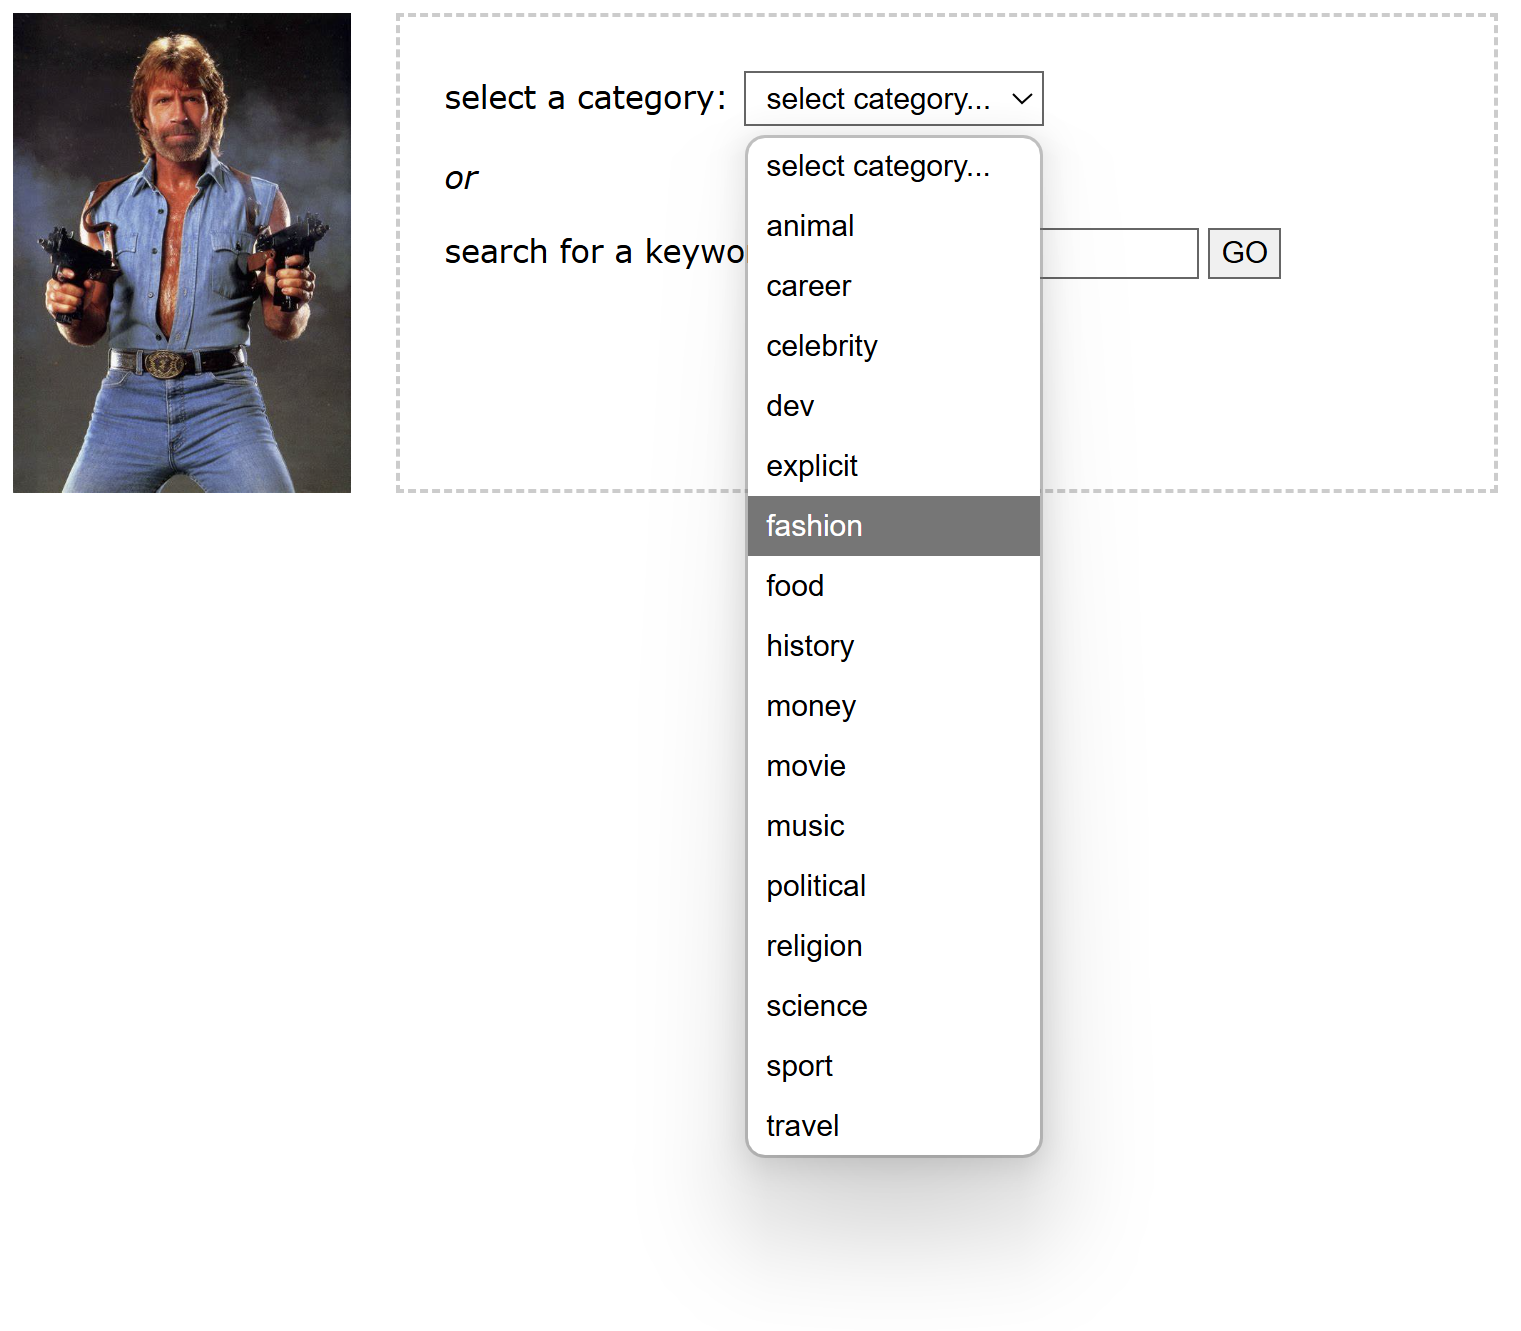 select a category: select category...
select category...
or
animal
search for a keywo GO
career
celebrity
dev
explicit
fashion
food
history
money
movie
music
political
religion
science
sport
travel